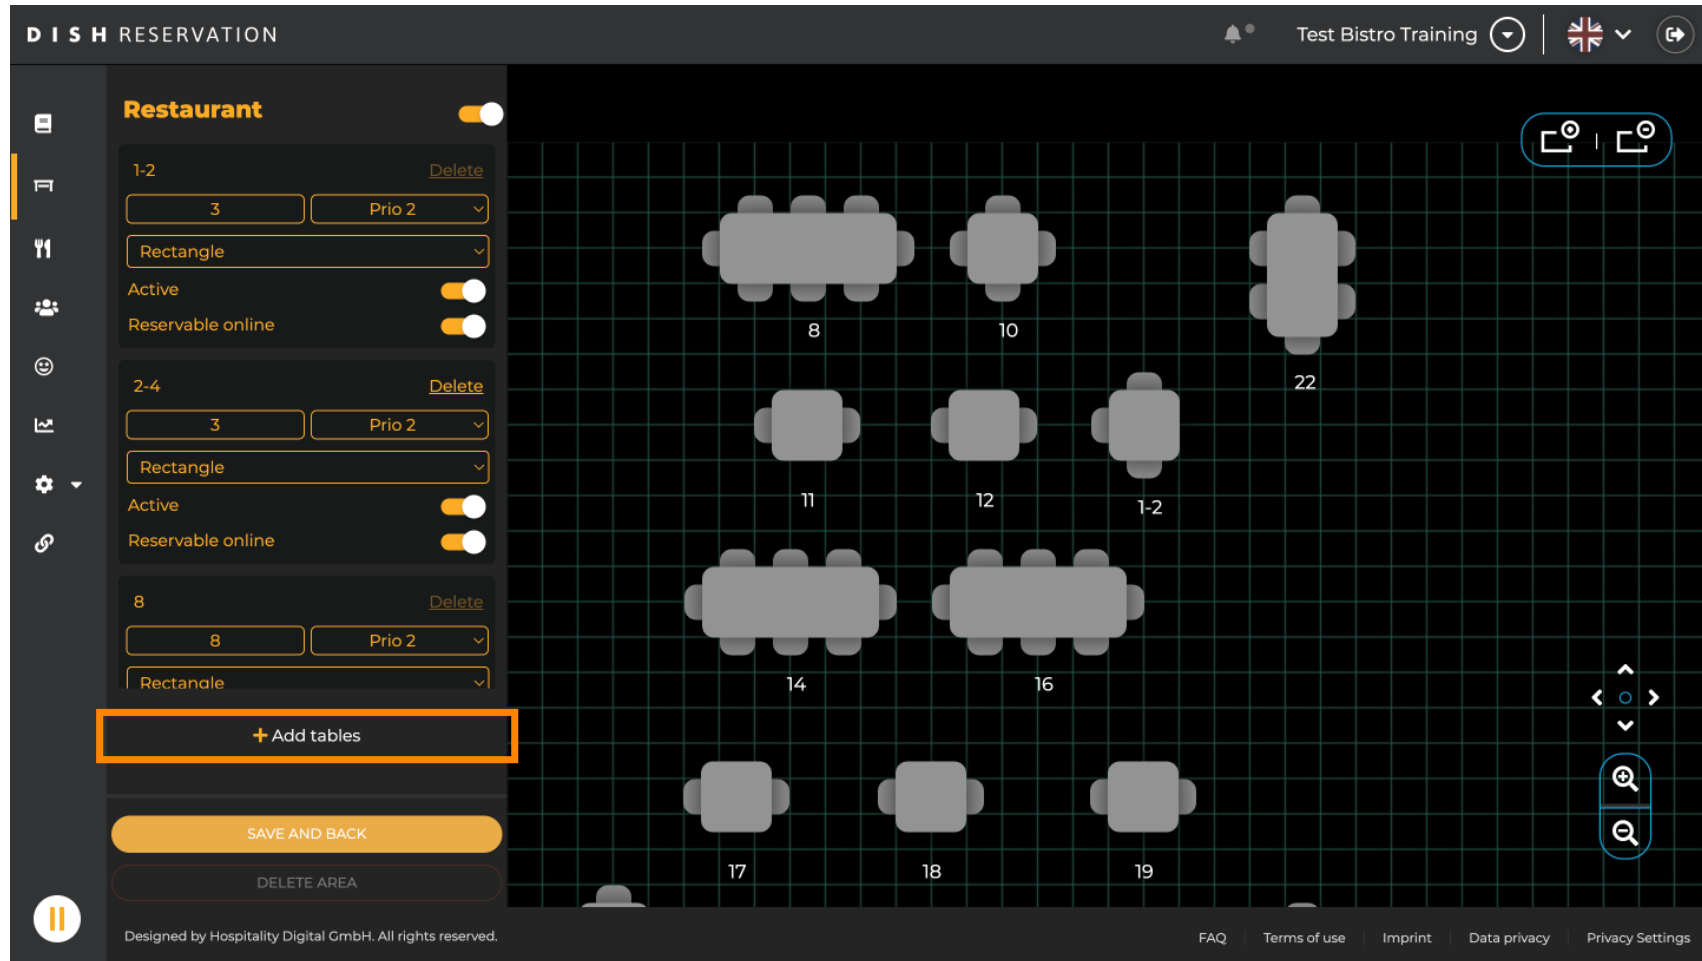 DISH RESERVATION
Test Bistro Training
Restaurant
1-2 Delete
3 Prio 2
Rectangle
Active
Reservable online
2-4 Delete
3 Prio 2
Rectangle
Active
Reservable online
8 Delete
8 Prio 2
Rectangle
+ Add tables
SAVE AND BACK
DELETE AREA
8 10 22
11 12 1-2
14 16
17 18 19
Designed by Hospitality Digital GmbH. All rights reserved.
FAQ Terms of use Imprint Data privacy Privacy Settings